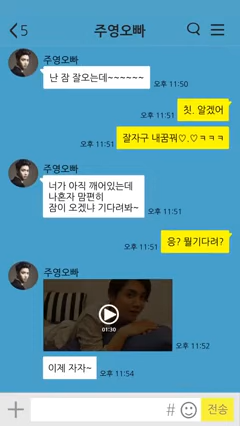 5
주영오빠
주영오빠
난 잠 잘오는데~~~~~~
오후 11:50
칫. 알겠어
오후 11:51
잘자구 내꿈꿔♡.♡ㅋㅋㅋ
오후 11:51
주영오빠
너가 아직 깨어있는데
나혼자 맘편히
잠이 오겠냐 기다려봐~
오후 11:51
응? 뭘기다려?
오후 11:51
주영오빠
01:30
오후 11:52
이제 자자~
오후 11:54
# 전송